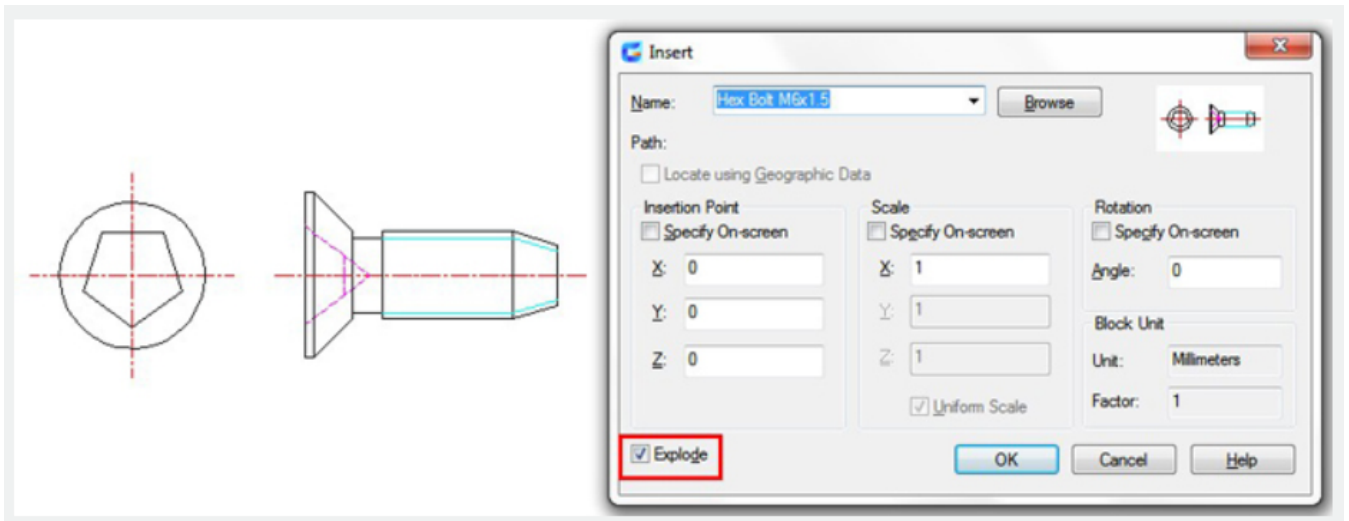 Insert
Name: Hex Bolt M6x1.5 Browse
Path:
Locate using Geographic Data
Insertion Point Scale Rotation
Specify On-screen Specify On-screen Specify On-screen
X: 0 X: 1 Angle: 0
Y: 0 Y: 1 Block Unit
Z: 0 Z: 1 Unit: Millimeters
Uniform Scale Factor: 1
Explode OK Cancel Help